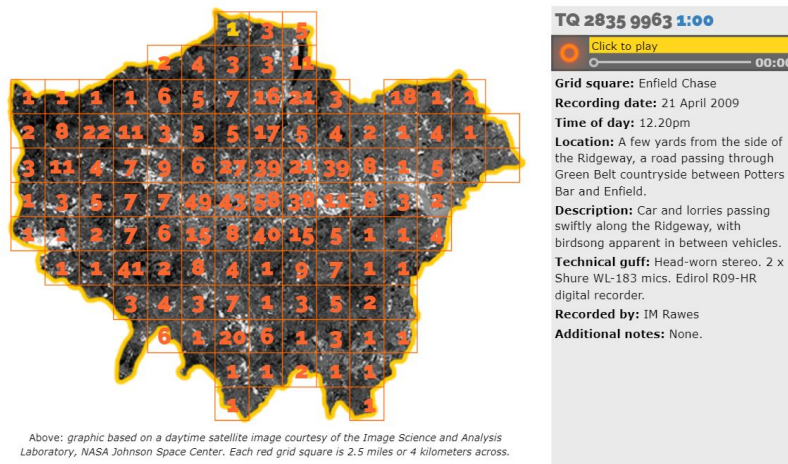 1 3 5
2 4 3 3 11
1 1 1 1 6 5 7 16 21 3 18 1 1
2 8 22 11 3 5 5 17 5 4 2 1 4 1
3 11 4 7 9 6 27 39 21 39 8 1 5
1 3 5 7 7 49 43 58 38 11 8 3 2
1 1 2 7 6 15 8 40 15 5 1 1 4
1 1 41 2 8 4 1 9 7 1 1
3 4 3 7 1 3 5 2
6 1 20 6 1 3 1 1
1 1 2 1 1
1 1
Above: graphic based on a daytime satellite image courtesy of the Image Science and Analysis
Laboratory, NASA Johnson Space Center. Each red grid square is 2.5 miles or 4 kilometers across.
TQ 2835 9963 1:00
Click to play
00:00
Grid square: Enfield Chase
Recording date: 21 April 2009
Time of day: 12.20pm
Location: A few yards from the side of
the Ridgeway, a road passing through
Green Belt countryside between Potters
Bar and Enfield.
Description: Car and lorries passing
swiftly along the Ridgeway, with
birdsong apparent in between vehicles.
Technical guff: Head-worn stereo. 2 x
Shure WL-183 mics. Edirol R09-HR
digital recorder.
Recorded by: IM Rawes
Additional notes: None.